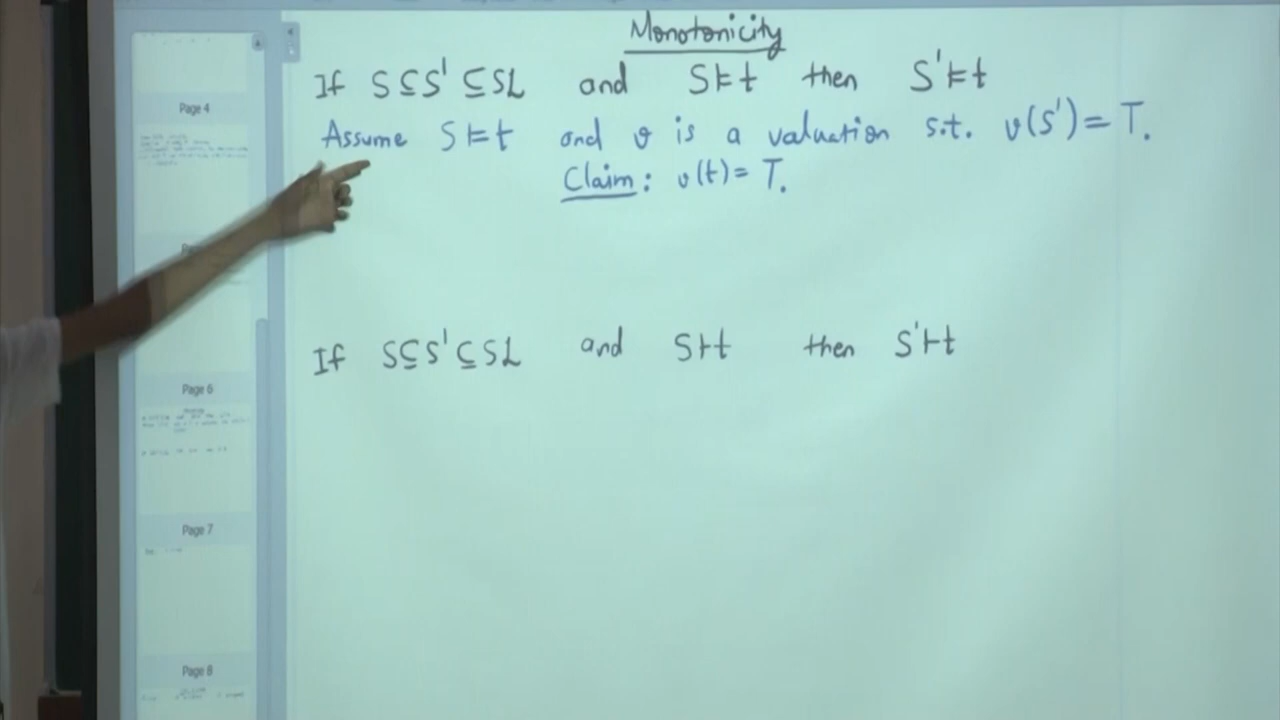 Monotonicity
If S ⊆ S' ⊆ SL and S ⊨ t then S' ⊨ t
Assume S ⊨ t and v is a valuation s.t. v(S') = T.
Claim: v(t) = T.
If S ⊆ S' ⊆ SL and S ⊢ t then S' ⊢ t
Page 4
Page 6
Page 7
Page 8